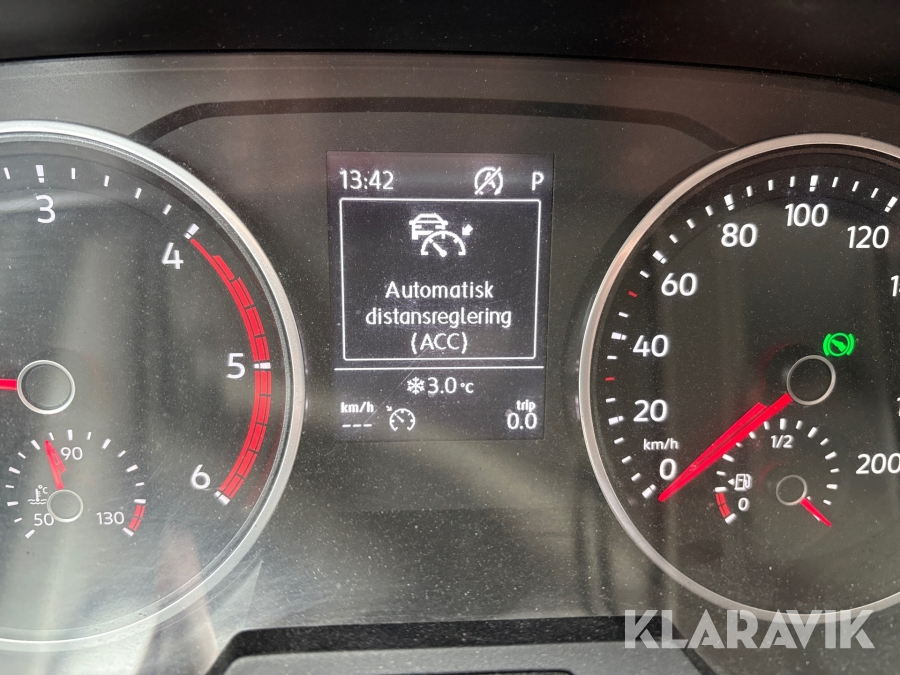 13:42 P
Automatisk
distansreglering
(ACC)
3.0 °C
km/h
---
trip
0.0
3
4
5
6
90
°C
50 130
0
20
40
60
80
100
120
200
km/h
1/2
0
KLARAVIK